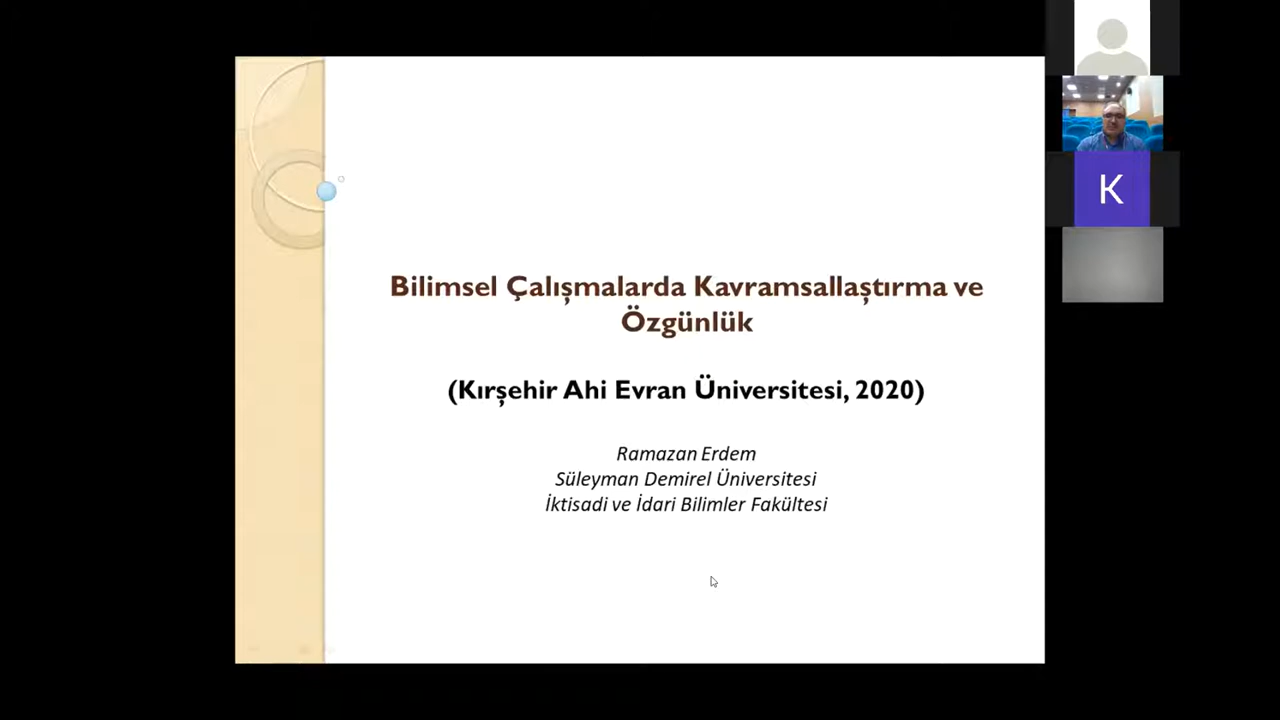 Bilimsel Çalışmalarda Kavramsallaştırma ve
Özgünlük
(Kırşehir Ahi Evran Üniversitesi, 2020)
Ramazan Erdem
Süleyman Demirel Üniversitesi
İktisadi ve İdari Bilimler Fakültesi
K